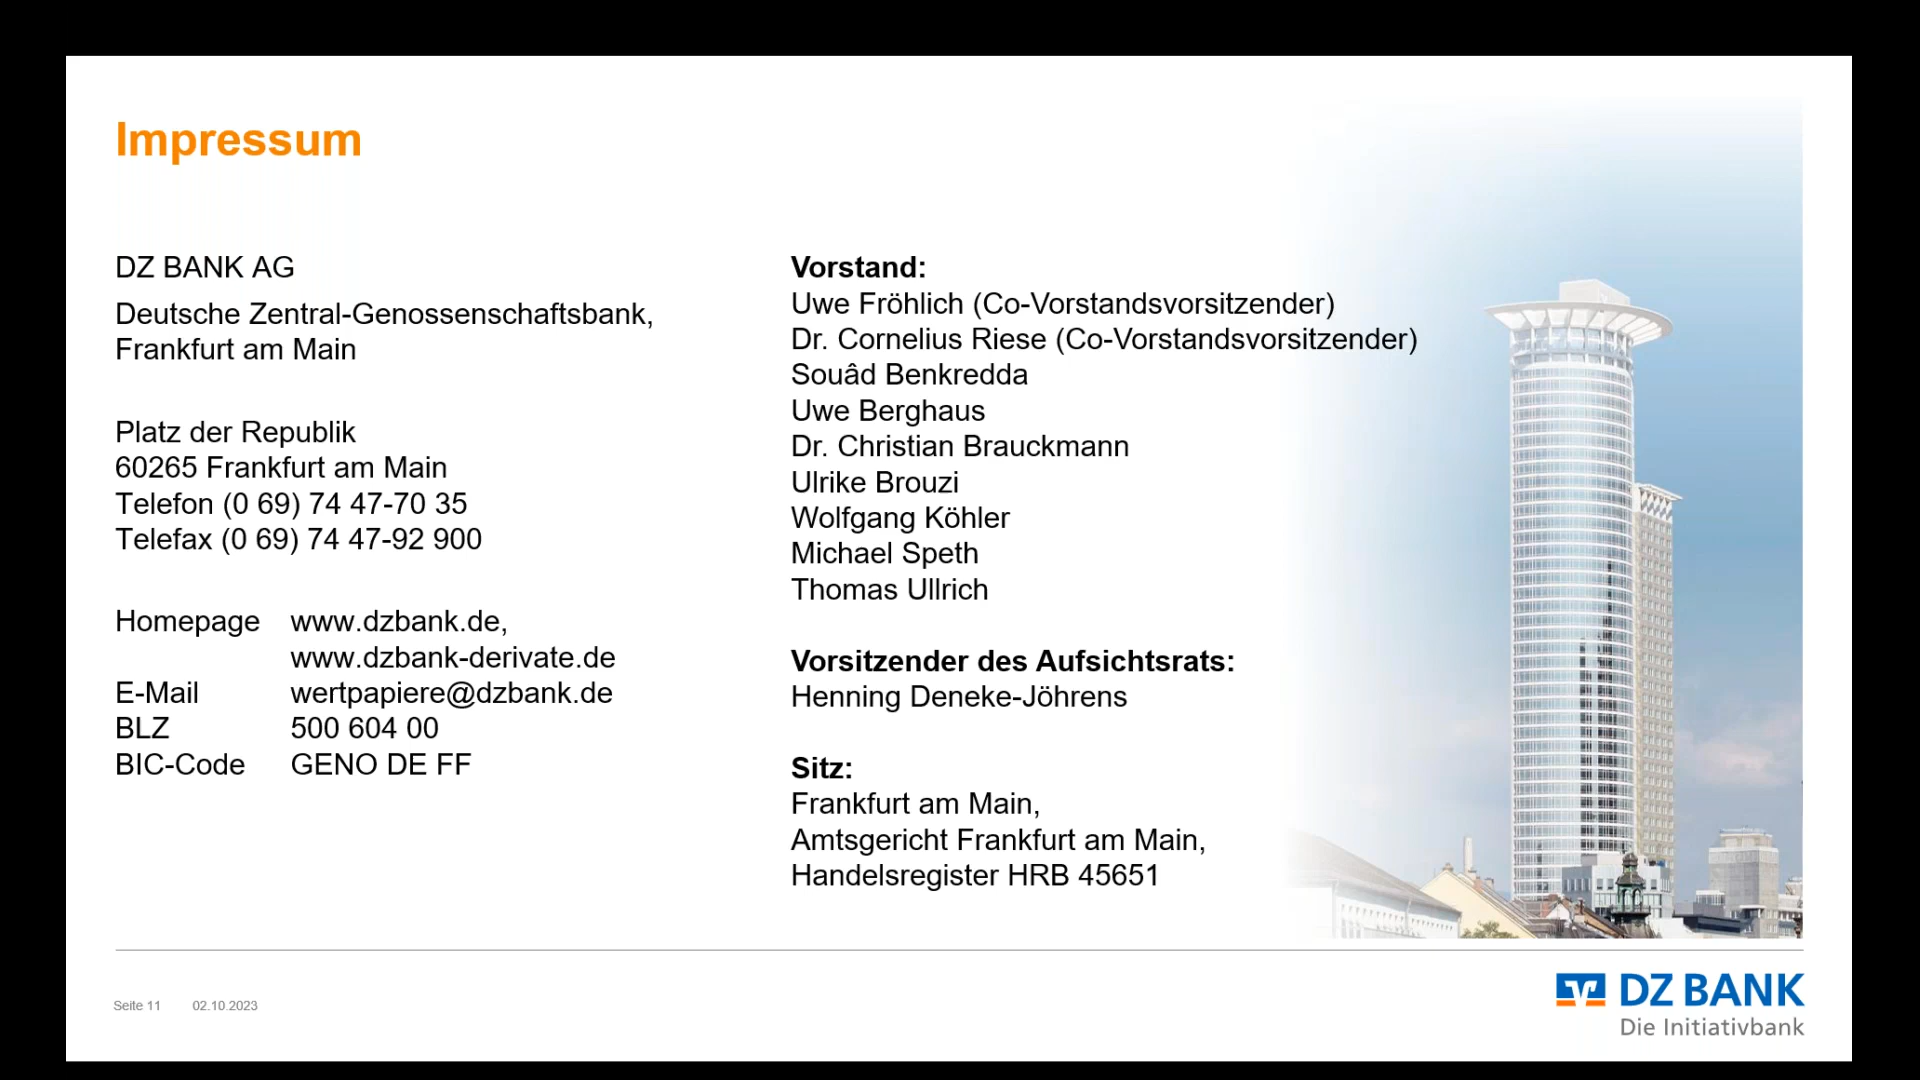 Impressum
DZ BANK AG
Deutsche Zentral-Genossenschaftsbank,
Frankfurt am Main
Platz der Republik
60265 Frankfurt am Main
Telefon (0 69) 74 47-70 35
Telefax (0 69) 74 47-92 900
Homepage www.dzbank.de,
www.dzbank-derivate.de
E-Mail wertpapiere@dzbank.de
BLZ 500 604 00
BIC-Code GENO DE FF
Vorstand:
Uwe Fröhlich (Co-Vorstandsvorsitzender)
Dr. Cornelius Riese (Co-Vorstandsvorsitzender)
Souâd Benkredda
Uwe Berghaus
Dr. Christian Brauckmann
Ulrike Brouzi
Wolfgang Köhler
Michael Speth
Thomas Ullrich
Vorsitzender des Aufsichtsrats:
Henning Deneke-Jöhrens
Sitz:
Frankfurt am Main,
Amtsgericht Frankfurt am Main,
Handelsregister HRB 45651
Seite 11 02.10.2023
DZ BANK
Die Initiativbank